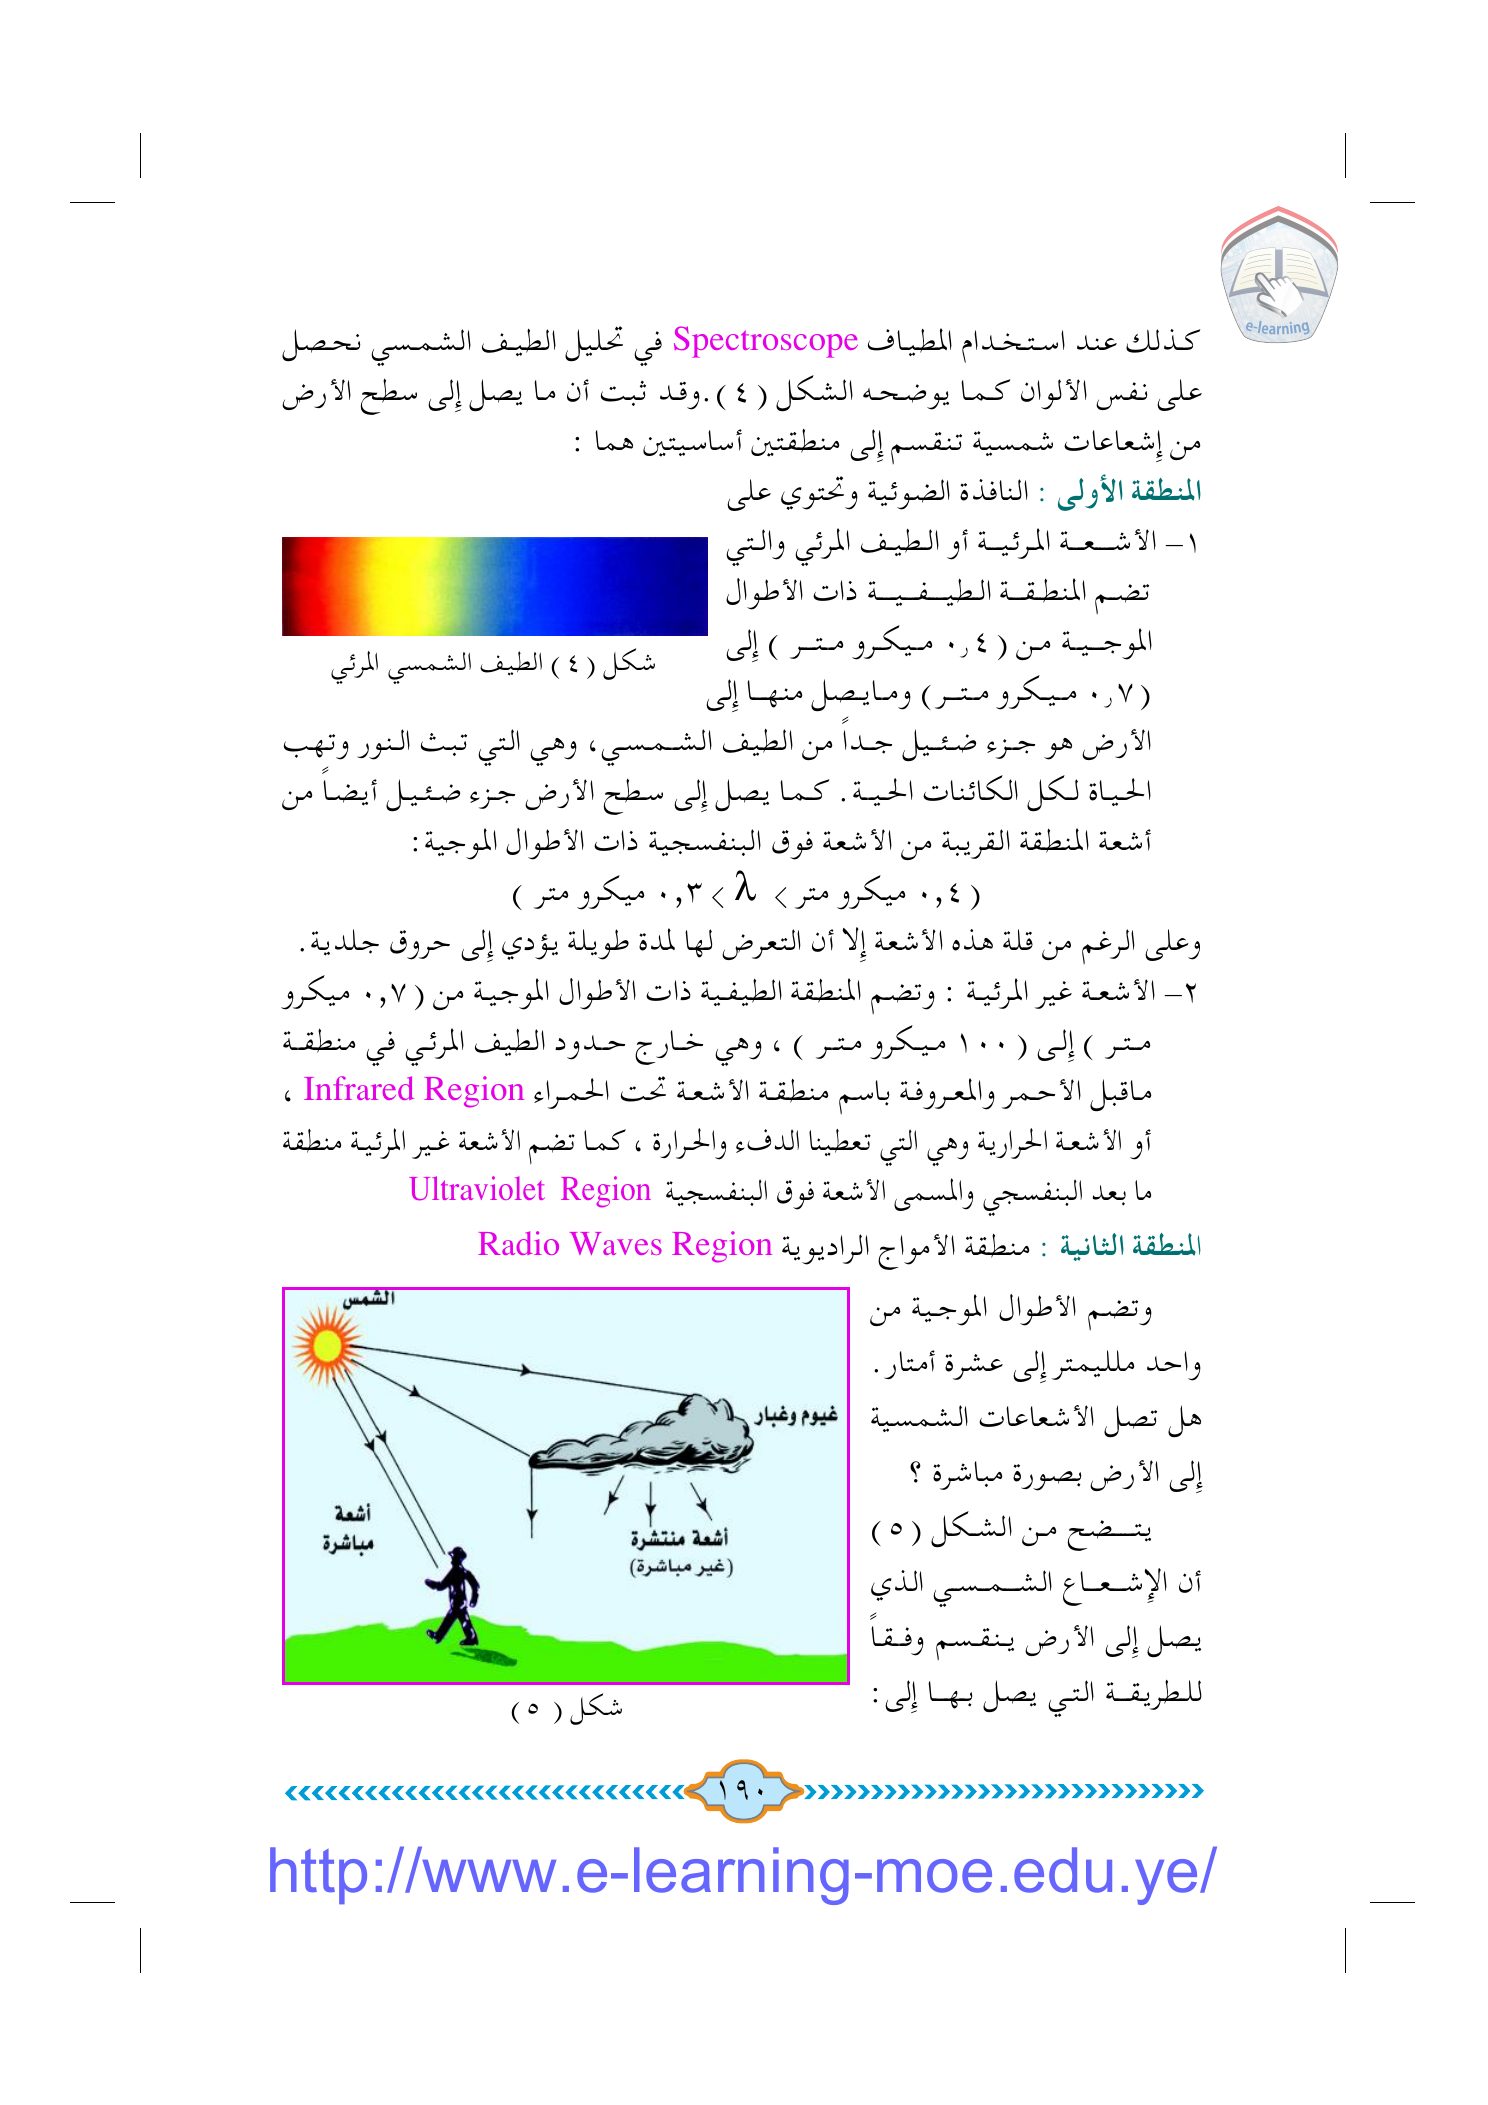 e-learning
كذلك عند استخدام المطياف Spectroscope في تحليل الطيف الشمسي نحصل
على نفس الألوان كما يوضحه الشكل ( ٤ ).وقد ثبت أن ما يصل إلى سطح الأرض
من إشعاعات شمسية تنقسم إلى منطقتين أساسيتين هما :
المنطقة الأولى : النافذة الضوئية وتحتوي على
١– الأشعة المرئية أو الطيف المرئي والتي
تضم المنطقة الطيفية ذات الأطوال
الموجية من ( ٠,٤ ميكرو متر ) إلى
( ٠,٧ ميكرو متر ) ومايصل منها إلى
شكل ( ٤ ) الطيف الشمسي المرئي
الأرض هو جزء ضئيل جداً من الطيف الشمسي، وهي التي تبث النور وتهب
الحياة لكل الكائنات الحية . كما يصل إلى سطح الأرض جزء ضئيل أيضاً من
أشعة المنطقة القريبة من الأشعة فوق البنفسجية ذات الأطوال الموجية :
( ٠,٤ ميكرو متر > λ > ٠,٣ ميكرو متر )
وعلى الرغم من قلة هذه الأشعة إلا أن التعرض لها لمدة طويلة يؤدي إلى حروق جلدية .
٢– الأشعة غير المرئية : وتضم المنطقة الطيفية ذات الأطوال الموجية من ( ٠,٧ ميكرو
متر ) إلى ( ١٠٠ ميكرو متر ) ، وهي خارج حدود الطيف المرئي في منطقة
ماقبل الأحمر والمعروفة باسم منطقة الأشعة تحت الحمراء Infrared Region ،
أو الأشعة الحرارية وهي التي تعطينا الدفء والحرارة ، كما تضم الأشعة غير المرئية منطقة
ما بعد البنفسجي والمسمى الأشعة فوق البنفسجية Ultraviolet Region
المنطقة الثانية : منطقة الأمواج الراديوية Radio Waves Region
وتضم الأطوال الموجية من
واحد ملليمتر إلى عشرة أمتار .
هل تصل الأشعاعات الشمسية
إلى الأرض بصورة مباشرة ؟
يتضح من الشكل ( ٥ )
أن الإشعاع الشمسي الذي
يصل إلى الأرض ينقسم وفقاً
للطريقة التي يصل بها إلى :
الشمس
غيوم وغبار
أشعة
مباشرة
أشعة منتشرة
(غير مباشرة)
شكل ( ٥ )
١٩٠
http://www.e-learning-moe.edu.ye/